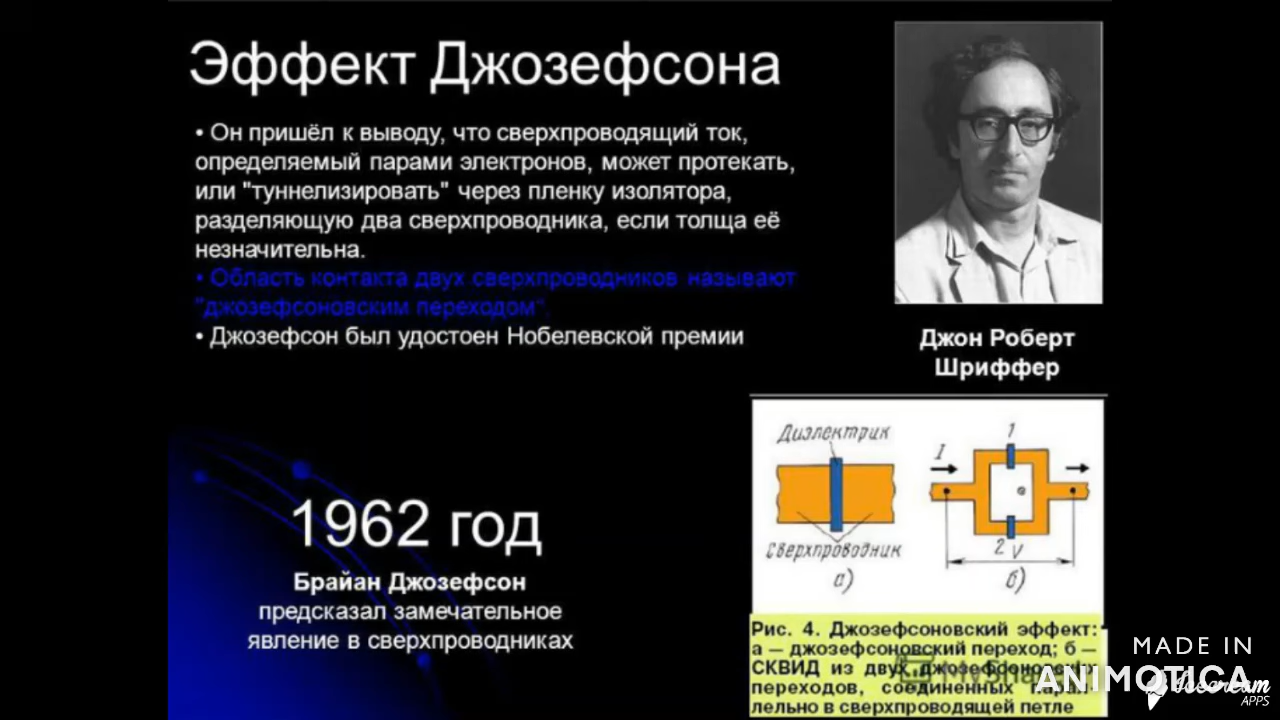 Эффект Джозефсона
• Он пришёл к выводу, что сверхпроводящий ток,
определяемый парами электронов, может протекать,
или "туннелизировать" через пленку изолятора,
разделяющую два сверхпроводника, если толща её
незначительна.
• Область контакта двух сверхпроводников называют
"джозефсоновским переходом".
• Джозефсон был удостоен Нобелевской премии
Джон Роберт
Шриффер
1962 год
Брайан Джозефсон
предсказал замечательное
явление в сверхпроводниках
Диэлектрик
Сверхпроводник
а)
1
I
2
V
б)
Рис. 4. Джозефсоновский эффект:
а — джозефсоновский переход; б —
СКВИД из двух
переходов, соединенных
лельно в сверхпроводящей петле
MADE IN
ANIMOTICA
APPS